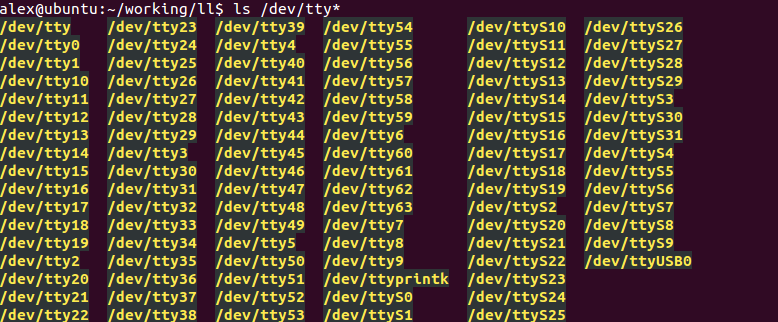 alex@ubuntu:~/working/ll$ ls /dev/tty*
/dev/tty /dev/tty23 /dev/tty39 /dev/tty54 /dev/ttyS10 /dev/ttyS26
/dev/tty0 /dev/tty24 /dev/tty4 /dev/tty55 /dev/ttyS11 /dev/ttyS27
/dev/tty1 /dev/tty25 /dev/tty40 /dev/tty56 /dev/ttyS12 /dev/ttyS28
/dev/tty10 /dev/tty26 /dev/tty41 /dev/tty57 /dev/ttyS13 /dev/ttyS29
/dev/tty11 /dev/tty27 /dev/tty42 /dev/tty58 /dev/ttyS14 /dev/ttyS3
/dev/tty12 /dev/tty28 /dev/tty43 /dev/tty59 /dev/ttyS15 /dev/ttyS30
/dev/tty13 /dev/tty29 /dev/tty44 /dev/tty6 /dev/ttyS16 /dev/ttyS31
/dev/tty14 /dev/tty3 /dev/tty45 /dev/tty60 /dev/ttyS17 /dev/ttyS4
/dev/tty15 /dev/tty30 /dev/tty46 /dev/tty61 /dev/ttyS18 /dev/ttyS5
/dev/tty16 /dev/tty31 /dev/tty47 /dev/tty62 /dev/ttyS19 /dev/ttyS6
/dev/tty17 /dev/tty32 /dev/tty48 /dev/tty63 /dev/ttyS2 /dev/ttyS7
/dev/tty18 /dev/tty33 /dev/tty49 /dev/tty7 /dev/ttyS20 /dev/ttyS8
/dev/tty19 /dev/tty34 /dev/tty5 /dev/tty8 /dev/ttyS21 /dev/ttyS9
/dev/tty2 /dev/tty35 /dev/tty50 /dev/tty9 /dev/ttyS22 /dev/ttyUSB0
/dev/tty20 /dev/tty36 /dev/tty51 /dev/ttyprintk /dev/ttyS23
/dev/tty21 /dev/tty37 /dev/tty52 /dev/ttyS0 /dev/ttyS24
/dev/tty22 /dev/tty38 /dev/tty53 /dev/ttyS1 /dev/ttyS25